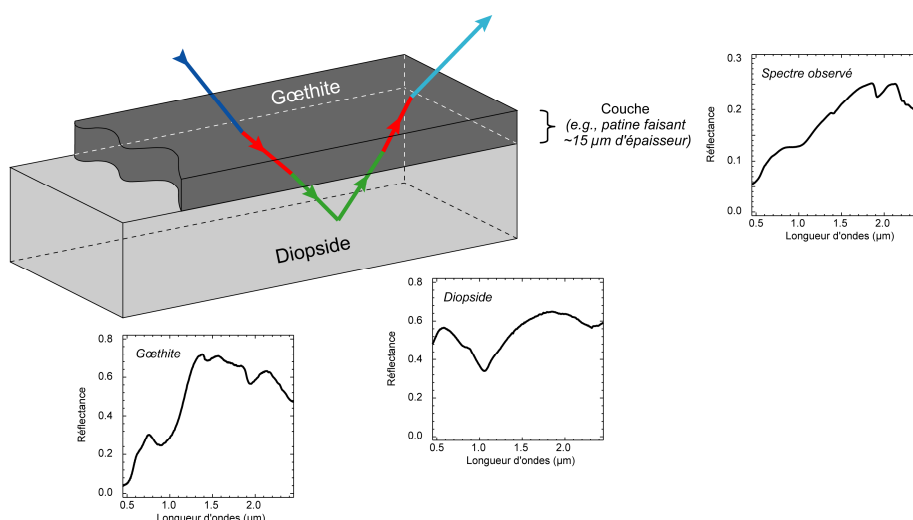 Gœthite
Diopside
Couche
(e.g., patine faisant
~15 µm d'épaisseur)
Spectre observé
0.3
0.2
0.1
0.0
Réflectance
0.5
1.0
1.5
2.0
Longueur d'ondes (µm)
Diopside
0.8
0.6
0.4
0.2
0.0
Réflectance
0.5
1.0
1.5
2.0
Longueur d'ondes (µm)
Gœthite
0.8
0.6
0.4
0.2
0.0
Réflectance
0.5
1.0
1.5
2.0
Longueur d'ondes (µm)